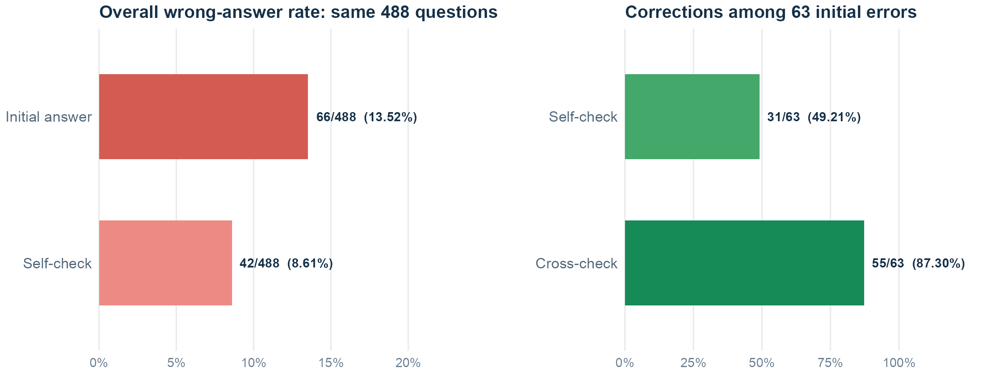 Overall wrong-answer rate: same 488 questions
Initial answer
66/488 (13.52%)
Self-check
42/488 (8.61%)
0%
5%
10%
15%
20%
Corrections among 63 initial errors
Self-check
31/63 (49.21%)
Cross-check
55/63 (87.30%)
0%
25%
50%
75%
100%